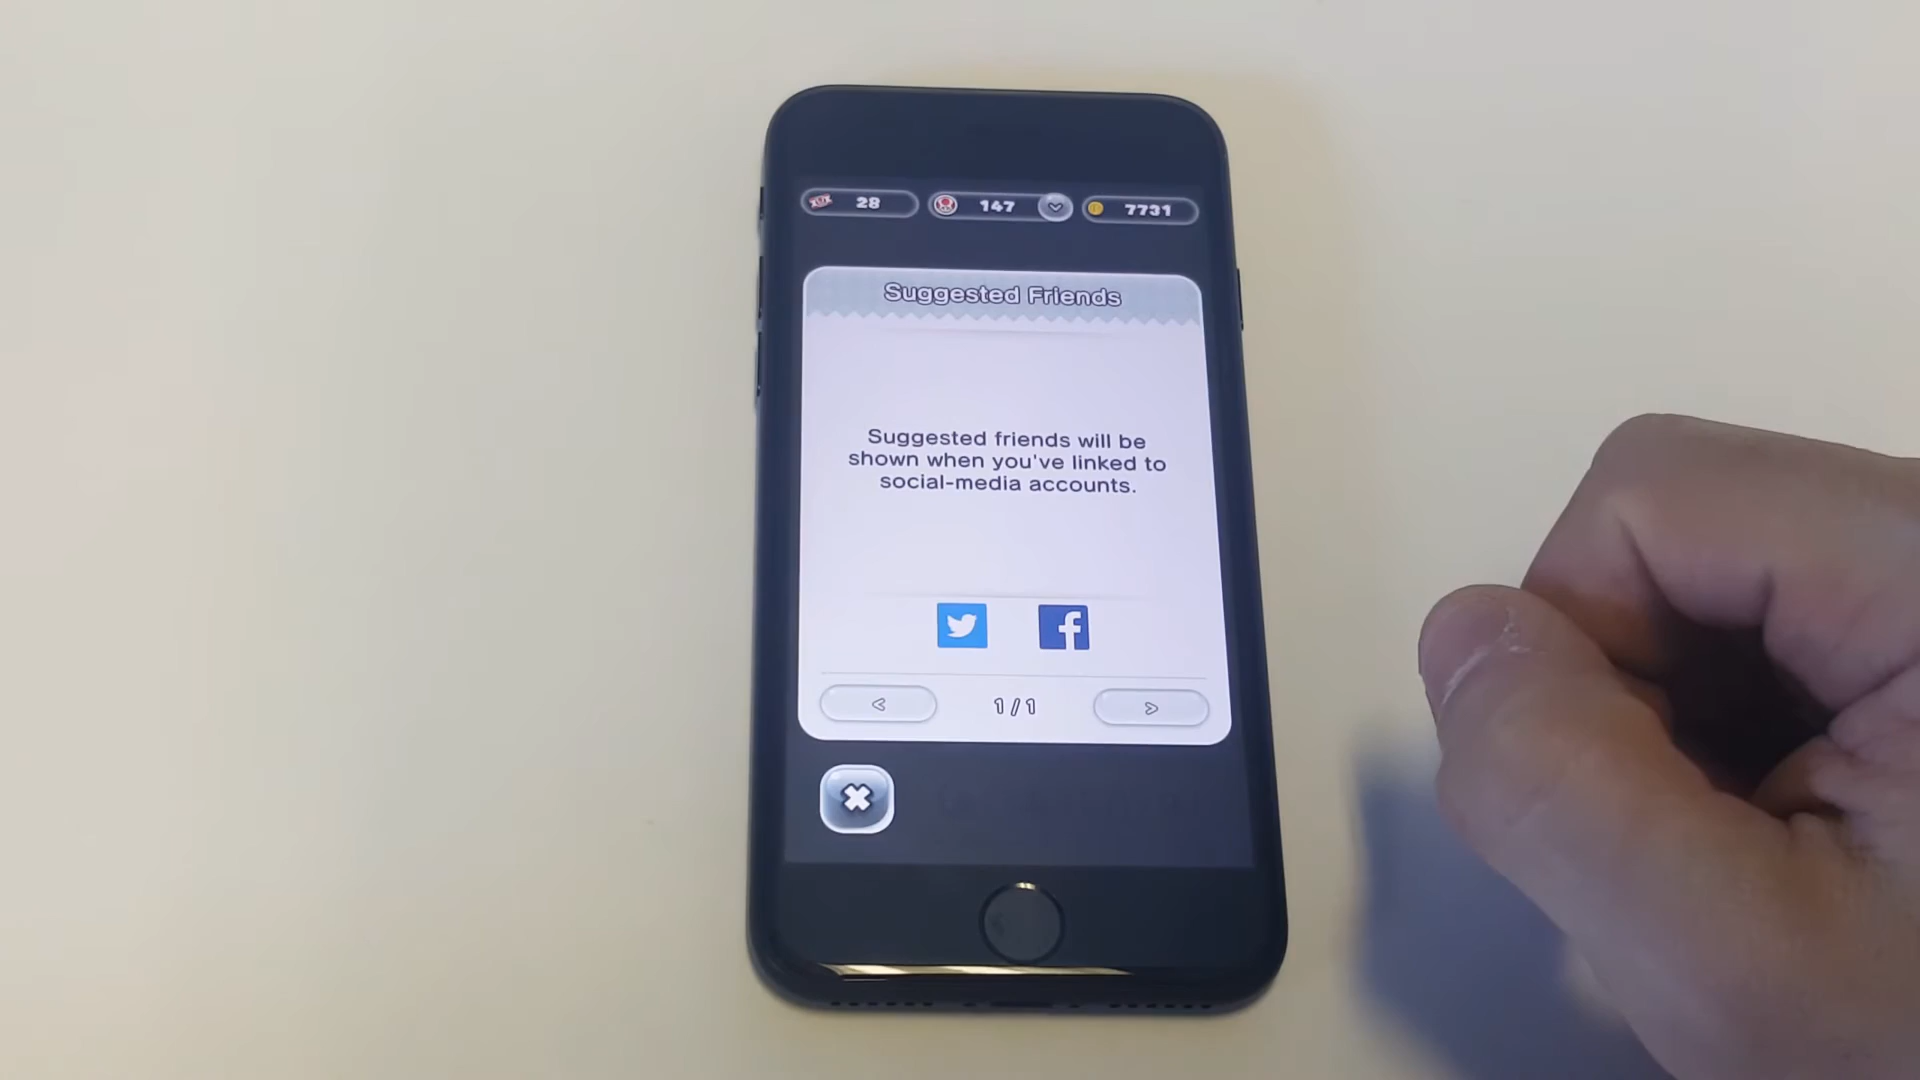 28 147 7731
Suggested Friends
Suggested friends will be
shown when you've linked to
social-media accounts.
< 1/1 >